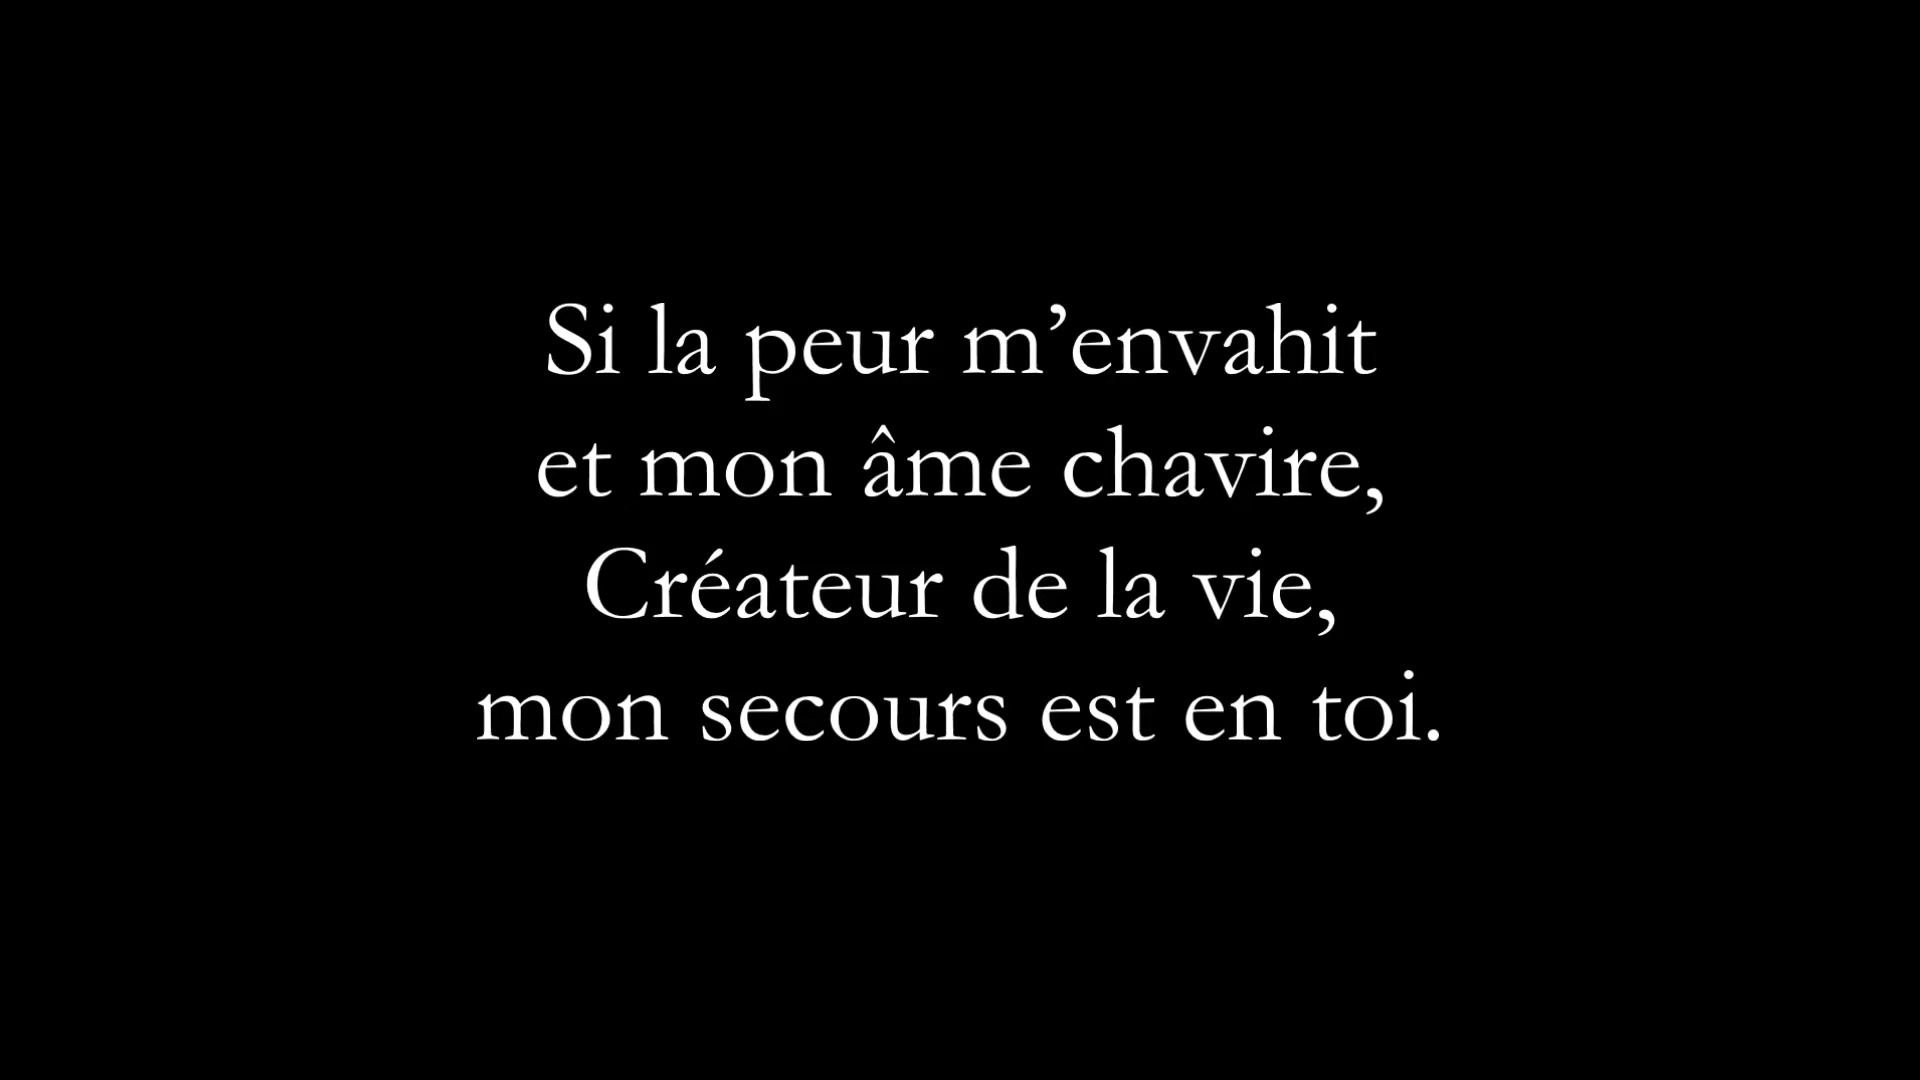 Si la peur m’envahit
et mon âme chavire,
Créateur de la vie,
mon secours est en toi.